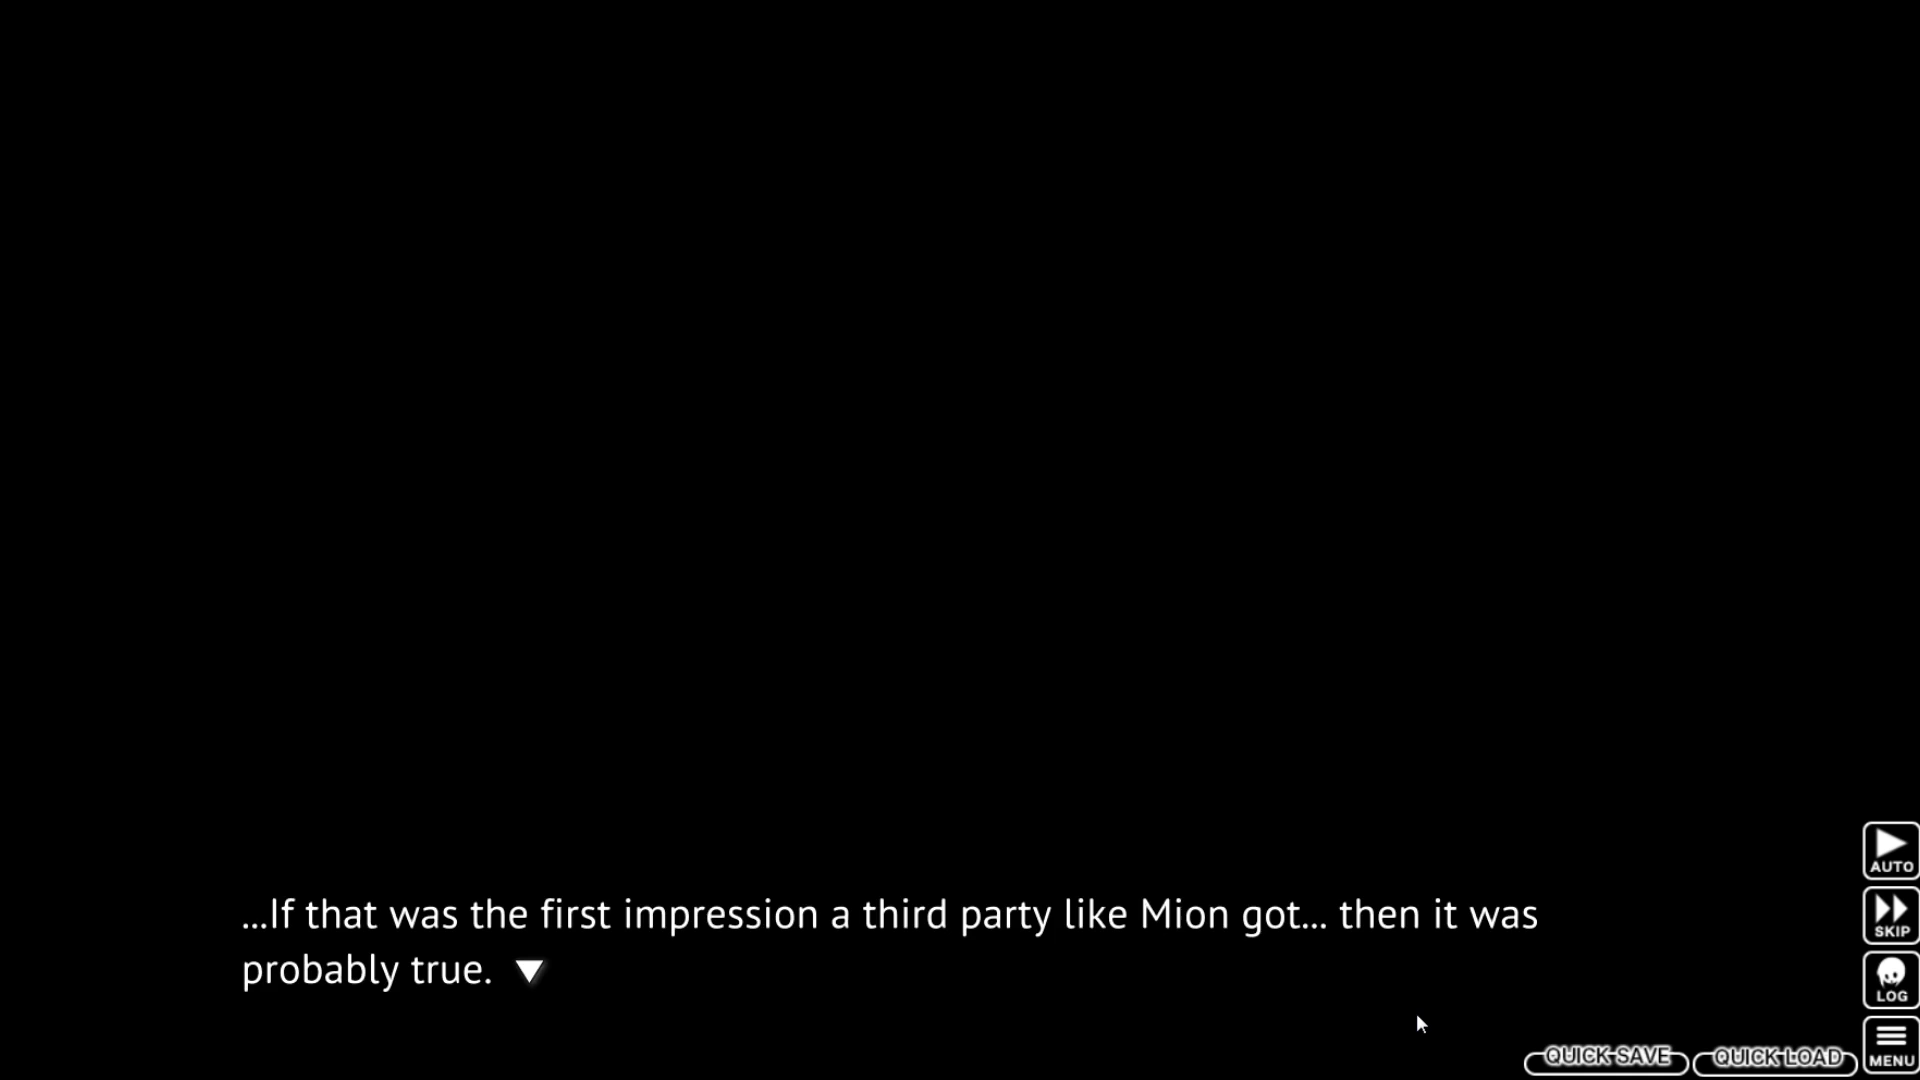 ...If that was the first impression a third party like Mion got... then it was
probably true.
AUTO
SKIP
LOG
MENU
QUICK SAVE
QUICK LOAD